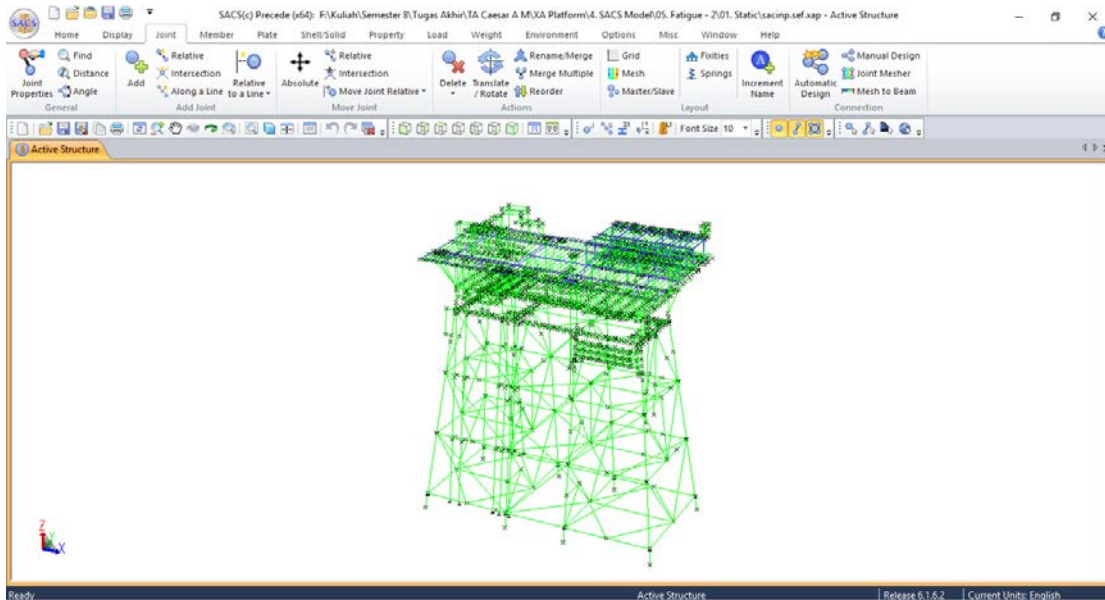 SACS(c) Precede (x64): F:\Kuliah\Semester 8\Tugas Akhir\TA Caesar A M\XA Platform\4. SACS Model\05. Fatigue - 2\01. Static\sacinp.sef.xap - Active Structure
SACS
Home Display Joint Member Plate Shell/Solid Property Load Weight Environment Options Misc Window Help
Joint Properties
Find
Distance
Angle
General
Add
Relative
Intersection
Along a Line
Relative to a Line
Add Joint
Absolute
Relative
Intersection
Move Joint Relative
Move Joint
Delete
Translate / Rotate
Rename/Merge
Merge Multiple
Reorder
Actions
Grid
Mesh
Master/Slave
Fixities
Springs
Increment Name
Layout
Automatic Design
Manual Design
Joint Mesher
Mesh to Beam
Connection
Font Size 10
Active Structure
Z
Y
X
Ready Active Structure Release 6.1.6.2 Current Units: English